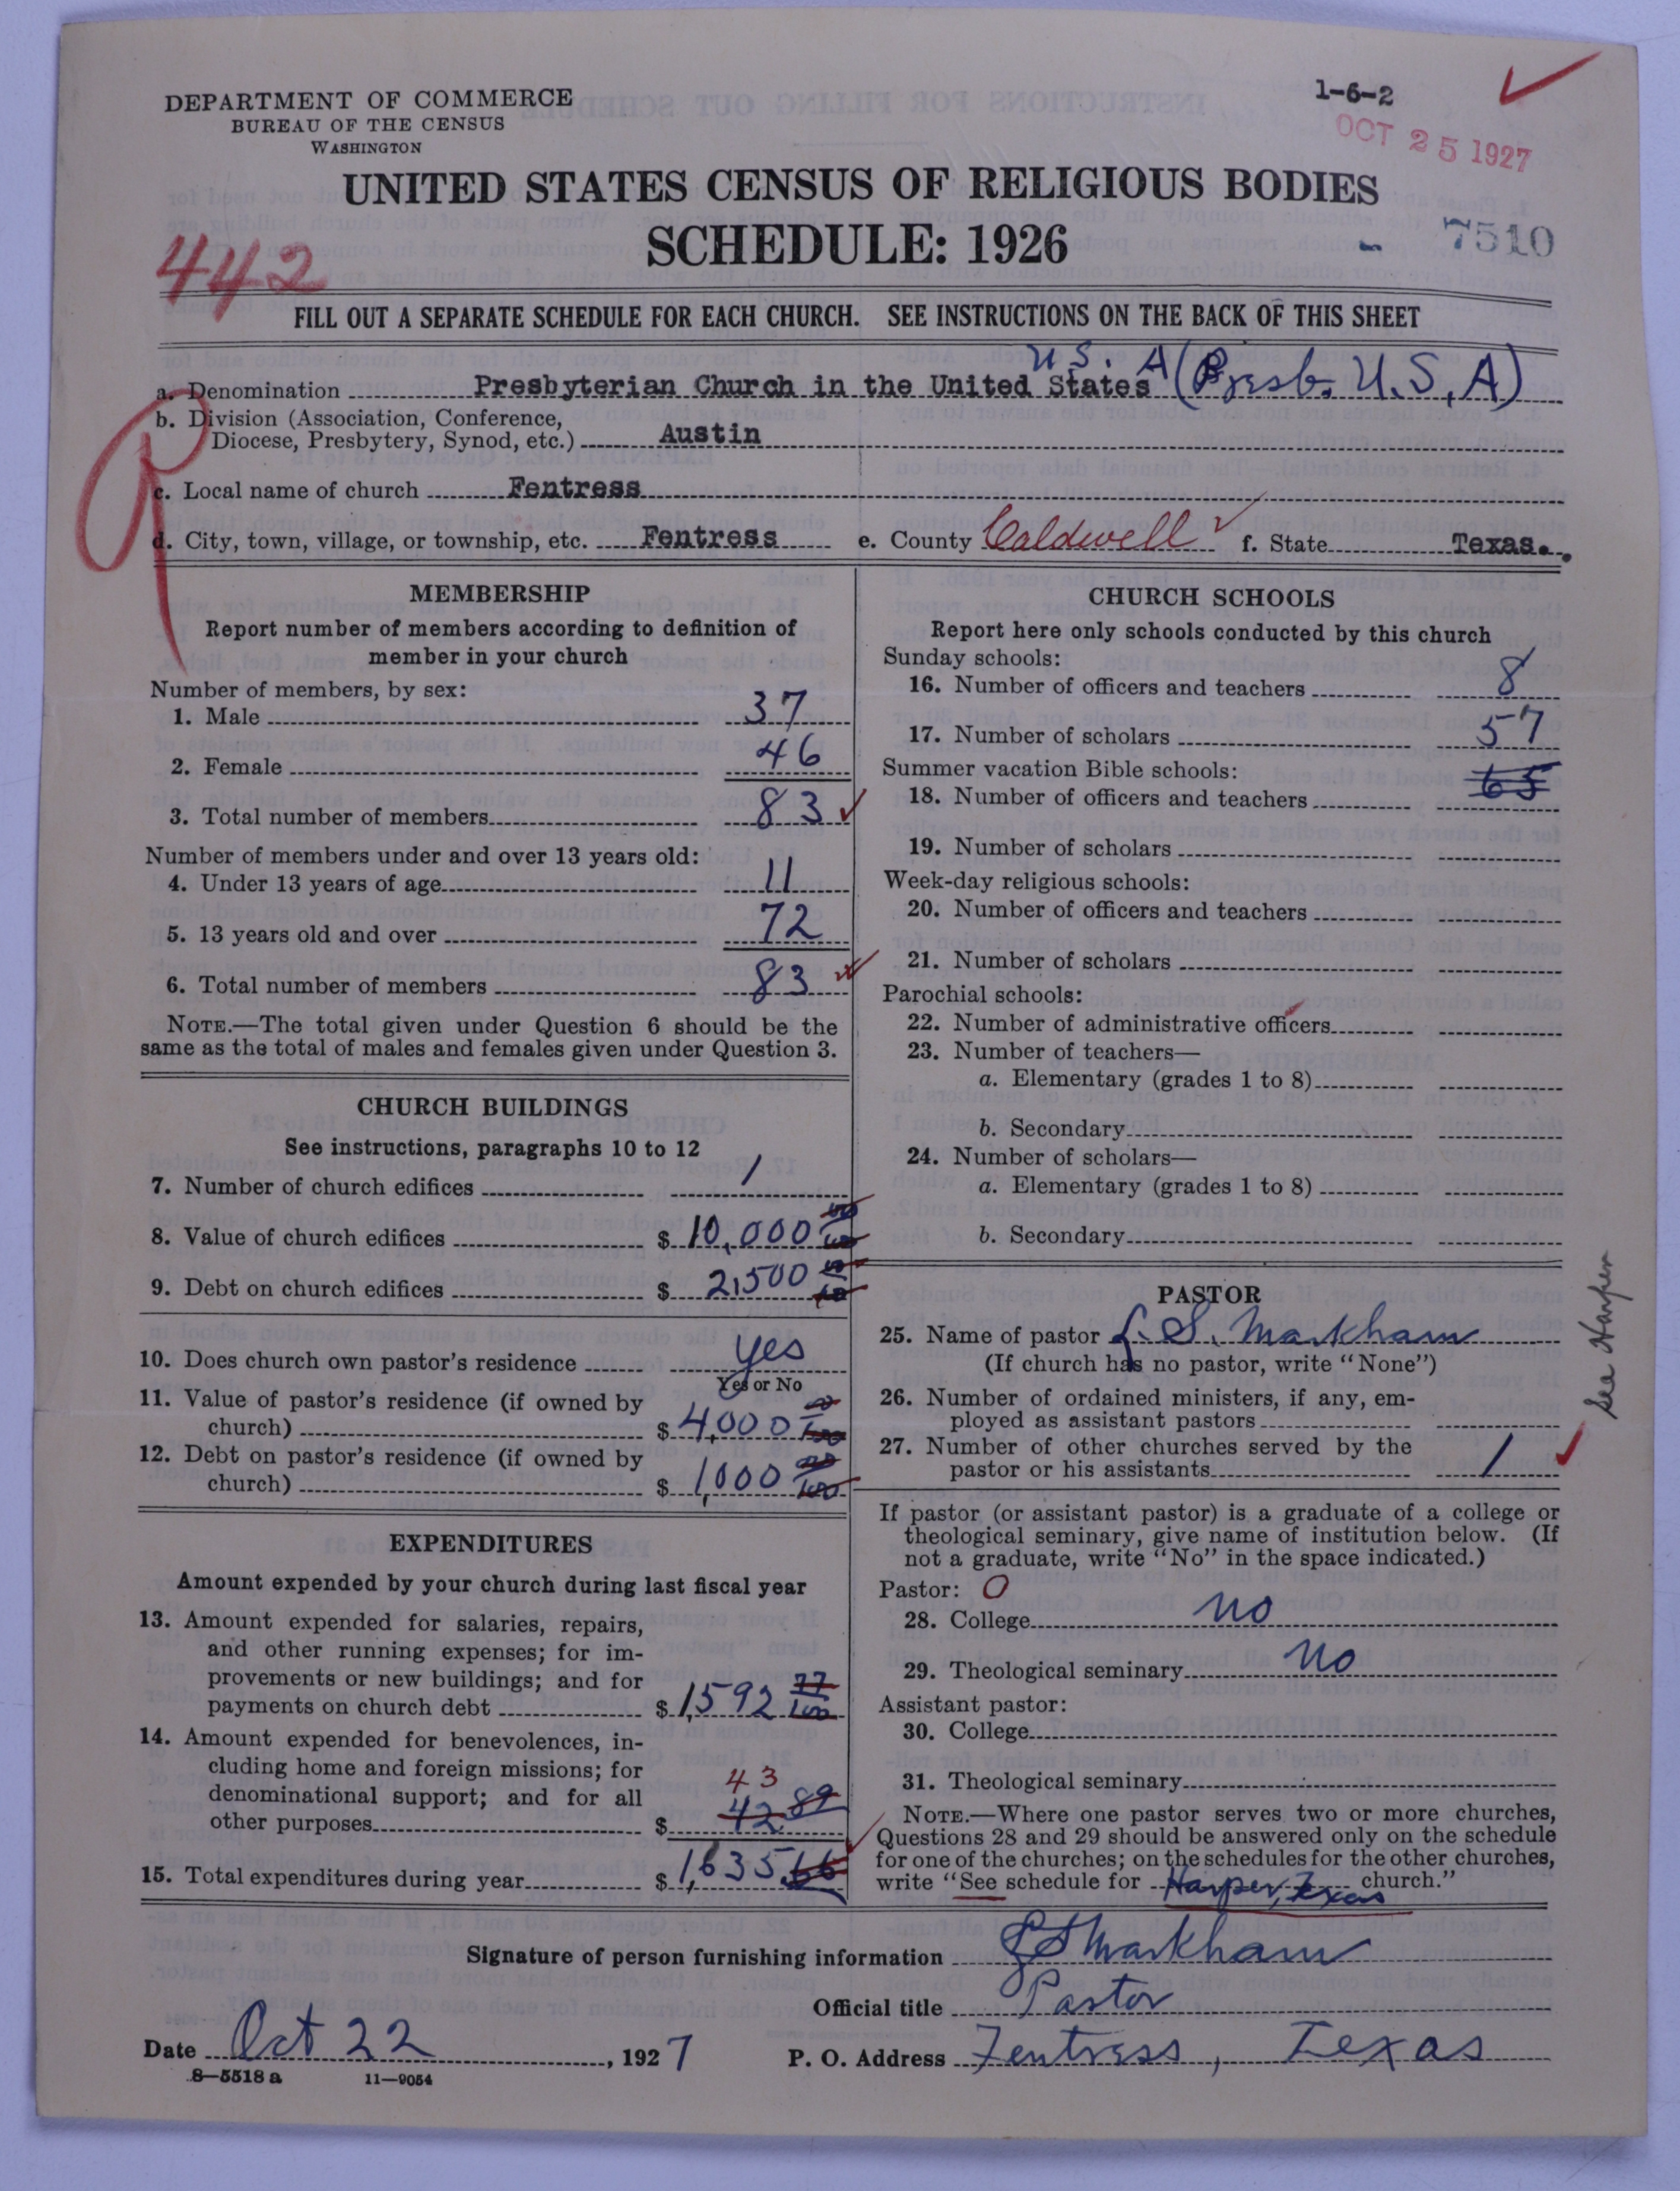 DEPARTMENT OF COMMERCE
BUREAU OF THE CENSUS
WASHINGTON
1-6-2
OCT 25 1927
UNITED STATES CENSUS OF RELIGIOUS BODIES
SCHEDULE: 1926
- 7510
442
FILL OUT A SEPARATE SCHEDULE FOR EACH CHURCH. SEE INSTRUCTIONS ON THE BACK OF THIS SHEET
a. Denomination Presbyterian Church in the United States U.S.A (Presb. U.S.A)
b. Division (Association, Conference,
Diocese, Presbytery, Synod, etc.) Austin
c. Local name of church Fentress
d. City, town, village, or township, etc. Fentress e. County Caldwell f. State Texas.
MEMBERSHIP
Report number of members according to definition of
member in your church
Number of members, by sex:
1. Male 37
2. Female 46
3. Total number of members 83
Number of members under and over 13 years old:
4. Under 13 years of age 11
5. 13 years old and over 72
6. Total number of members 83
NOTE.—The total given under Question 6 should be the
same as the total of males and females given under Question 3.
CHURCH BUILDINGS
See instructions, paragraphs 10 to 12
7. Number of church edifices 1
8. Value of church edifices $ 10,000 00/100
9. Debt on church edifices $ 2,500 00/100
10. Does church own pastor's residence yes
Yes or No
11. Value of pastor's residence (if owned by
church) $ 4,000 00/100
12. Debt on pastor's residence (if owned by
church) $ 1,000 00/100
EXPENDITURES
Amount expended by your church during last fiscal year
13. Amount expended for salaries, repairs,
and other running expenses; for im-
provements or new buildings; and for
payments on church debt $ 1,592 77/100
14. Amount expended for benevolences, in-
cluding home and foreign missions; for
denominational support; and for all
43
other purposes $ 42 89
15. Total expenditures during year $ 1,635 66
CHURCH SCHOOLS
Report here only schools conducted by this church
Sunday schools:
16. Number of officers and teachers 8
17. Number of scholars 57
Summer vacation Bible schools:
65
18. Number of officers and teachers
19. Number of scholars
Week-day religious schools:
20. Number of officers and teachers
21. Number of scholars
Parochial schools:
22. Number of administrative officers
23. Number of teachers—
a. Elementary (grades 1 to 8)
b. Secondary
24. Number of scholars—
a. Elementary (grades 1 to 8)
b. Secondary
PASTOR
25. Name of pastor L. S. Markham
(If church has no pastor, write "None")
26. Number of ordained ministers, if any, em-
ployed as assistant pastors
27. Number of other churches served by the
pastor or his assistants 1
See Harper
If pastor (or assistant pastor) is a graduate of a college or
theological seminary, give name of institution below. (If
not a graduate, write "No" in the space indicated.)
Pastor: O
28. College no
29. Theological seminary no
Assistant pastor:
30. College
31. Theological seminary
NOTE.—Where one pastor serves two or more churches,
Questions 28 and 29 should be answered only on the schedule
for one of the churches; on the schedules for the other churches,
write "See schedule for Harper, Texas church."
Signature of person furnishing information L S Markham
Official title Pastor
Date Oct 22, 1927 P. O. Address Fentress, Texas
8—5518 a 11—9054